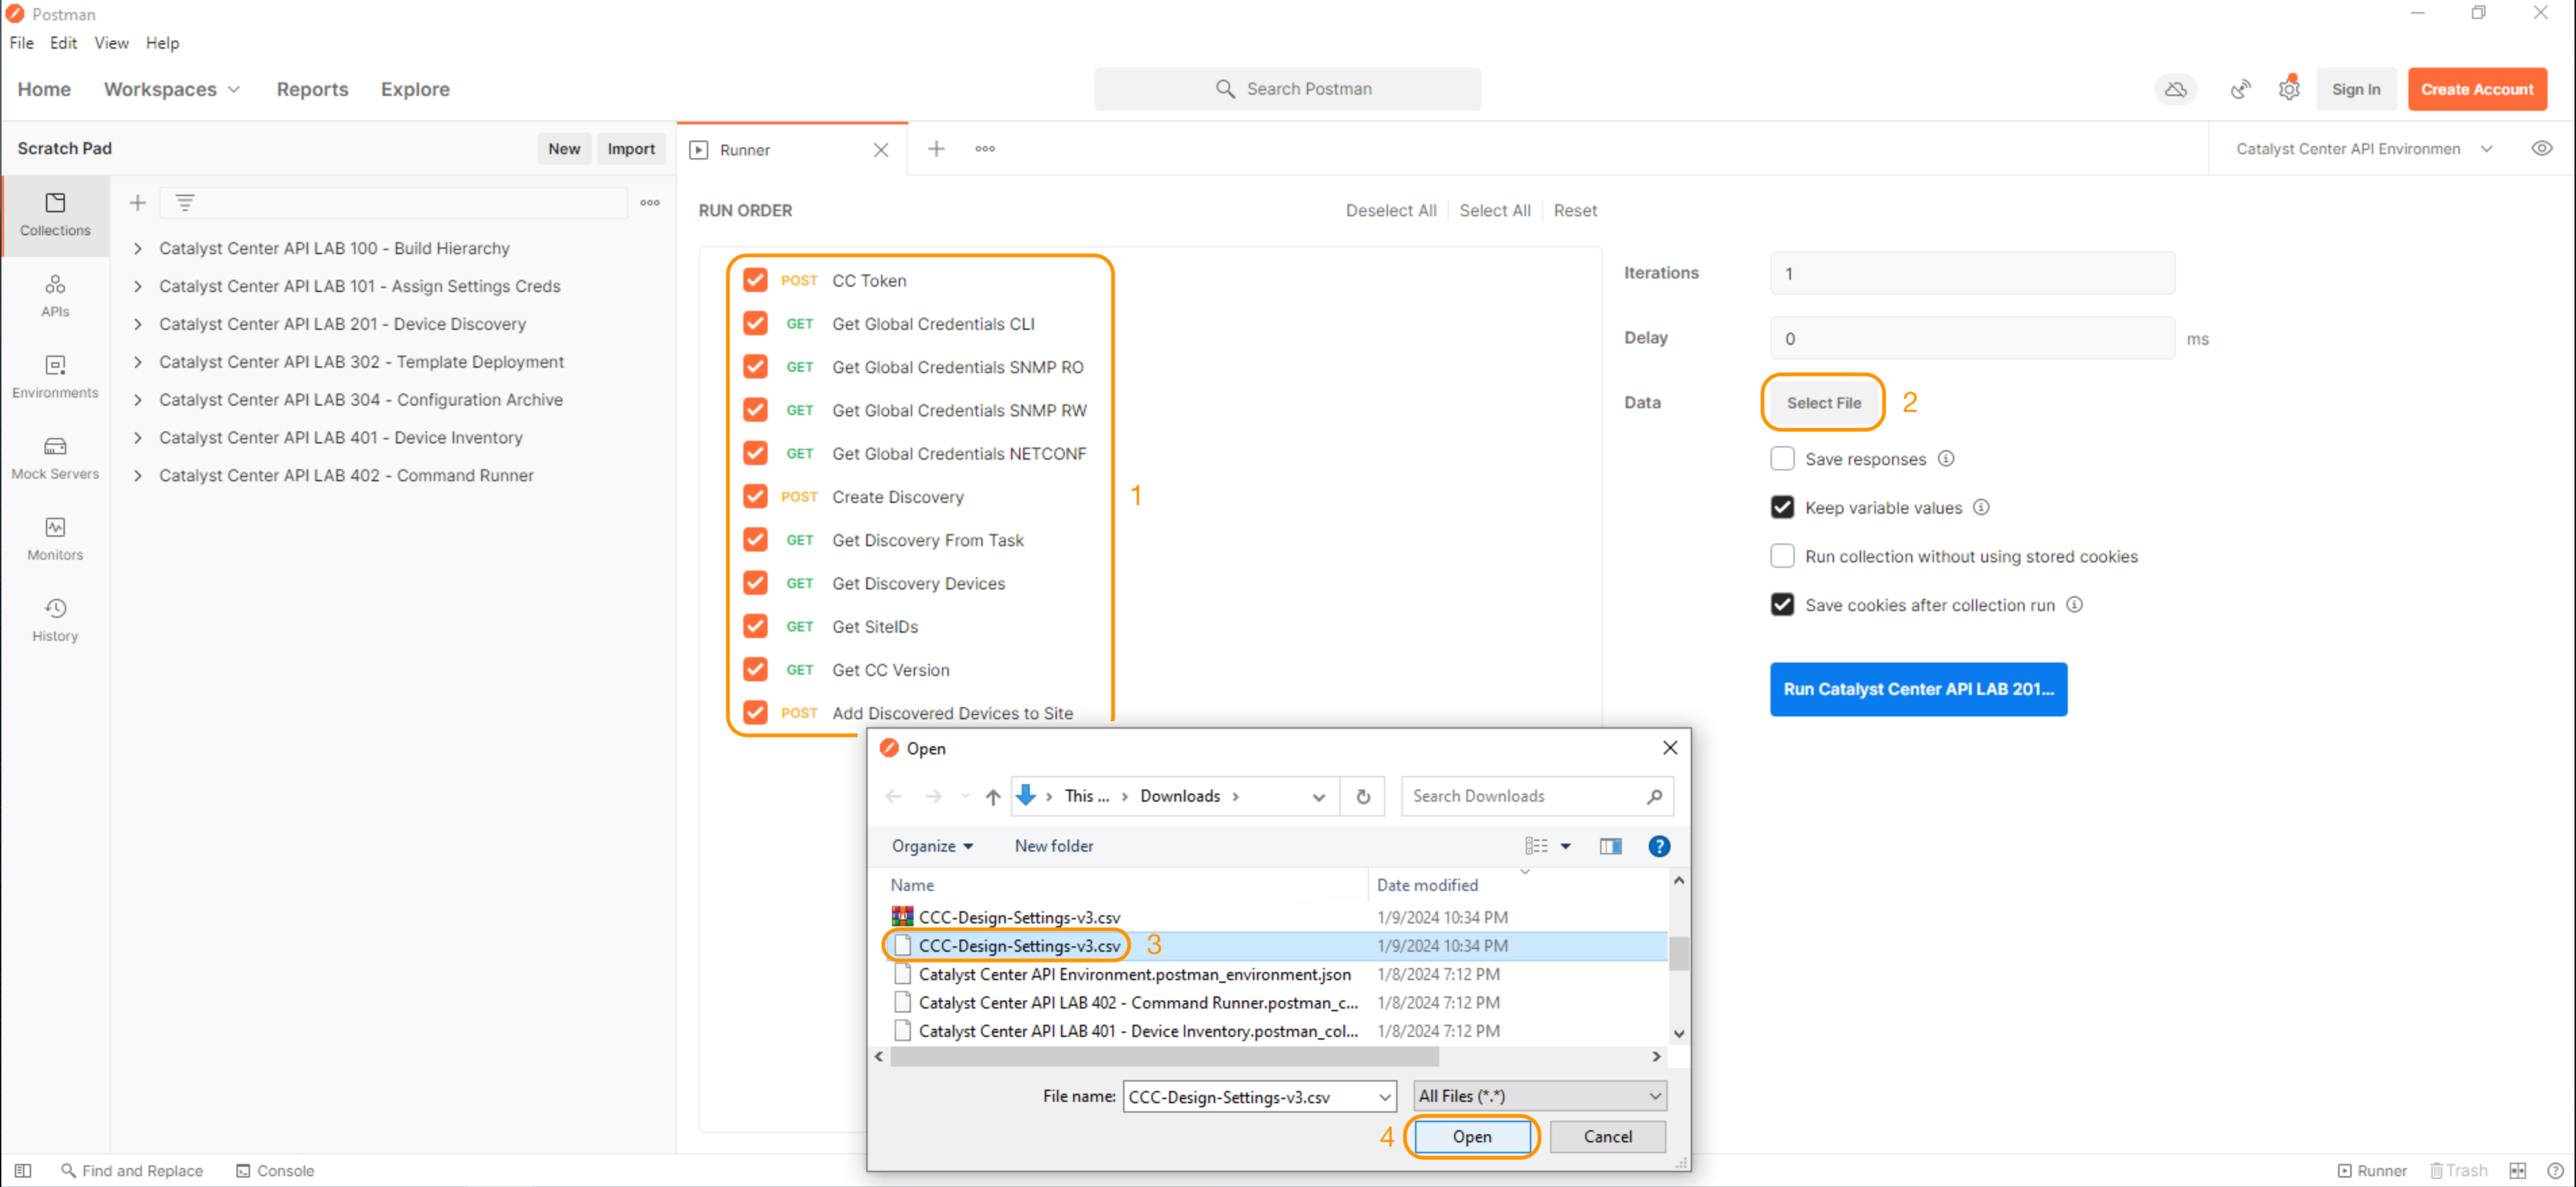 Postman
File Edit View Help
Home Workspaces Reports Explore Search Postman Sign In Create Account
Scratch Pad New Import Runner Catalyst Center API Environmen
Collections
APIs
Environments
Mock Servers
Monitors
History
Catalyst Center API LAB 100 - Build Hierarchy
Catalyst Center API LAB 101 - Assign Settings Creds
Catalyst Center API LAB 201 - Device Discovery
Catalyst Center API LAB 302 - Template Deployment
Catalyst Center API LAB 304 - Configuration Archive
Catalyst Center API LAB 401 - Device Inventory
Catalyst Center API LAB 402 - Command Runner
RUN ORDER Deselect All Select All Reset
POST CC Token
GET Get Global Credentials CLI
GET Get Global Credentials SNMP RO
GET Get Global Credentials SNMP RW
GET Get Global Credentials NETCONF
POST Create Discovery
1
GET Get Discovery From Task
GET Get Discovery Devices
GET Get SiteIDs
GET Get CC Version
POST Add Discovered Devices to Site
Iterations 1
Delay 0 ms
Data Select File 2
Save responses
Keep variable values
Run collection without using stored cookies
Save cookies after collection run
Run Catalyst Center API LAB 201...
Open
This ... Downloads Search Downloads
Organize New folder
Name Date modified
CCC-Design-Settings-v3.csv 1/9/2024 10:34 PM
CCC-Design-Settings-v3.csv 3 1/9/2024 10:34 PM
Catalyst Center API Environment.postman_environment.json 1/8/2024 7:12 PM
Catalyst Center API LAB 402 - Command Runner.postman_c... 1/8/2024 7:12 PM
Catalyst Center API LAB 401 - Device Inventory.postman_col... 1/8/2024 7:12 PM
File name: CCC-Design-Settings-v3.csv All Files (*.*)
4 Open Cancel
Find and Replace Console Runner Trash